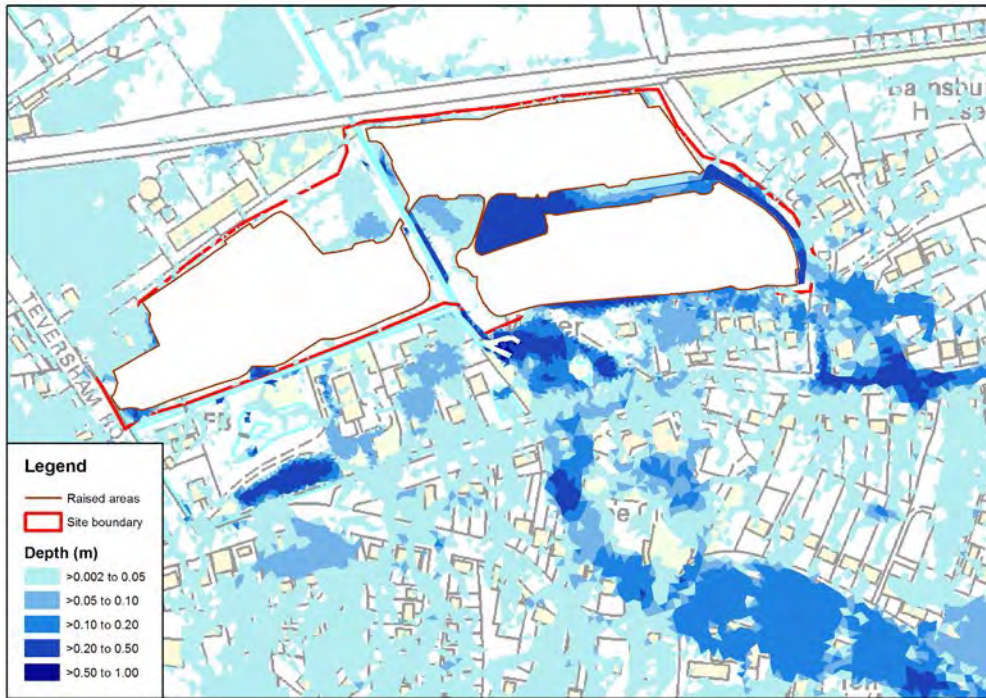 TEVERSHAM
Legend
Raised areas
Site boundary
Depth (m)
>0.002 to 0.05
>0.05 to 0.10
>0.10 to 0.20
>0.20 to 0.50
>0.50 to 1.00